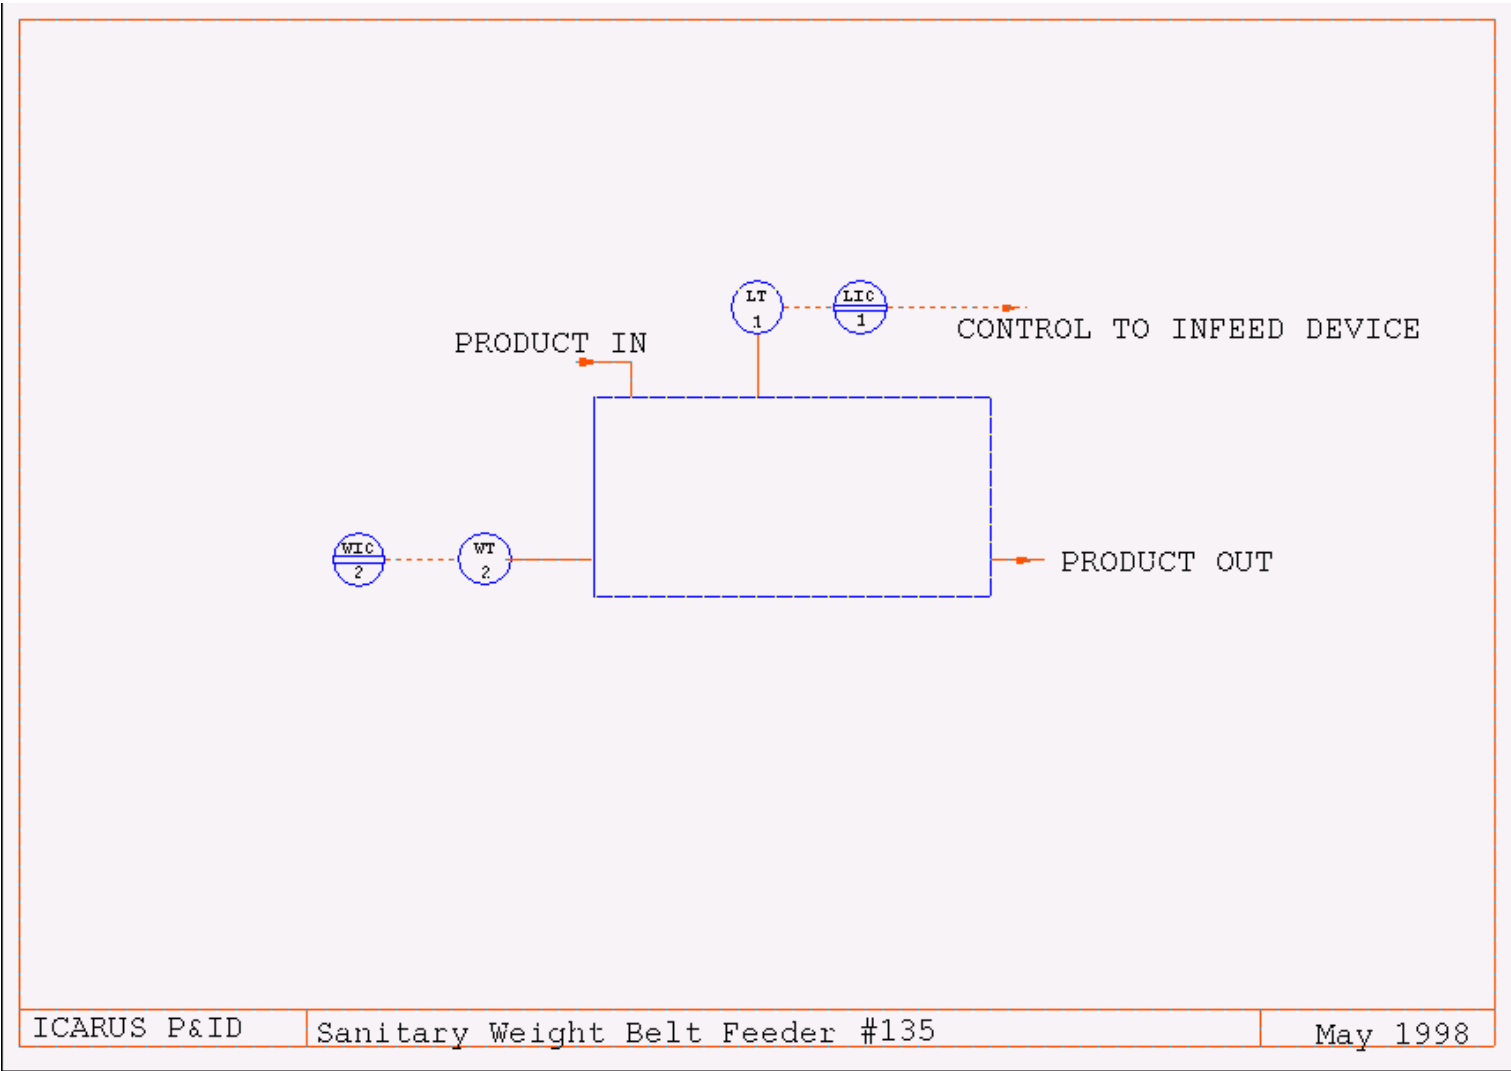 LT
1
LIC
1
CONTROL TO INFEED DEVICE
PRODUCT IN
WIC
2
WT
2
PRODUCT OUT
ICARUS P&ID
Sanitary Weight Belt Feeder #135
May 1998